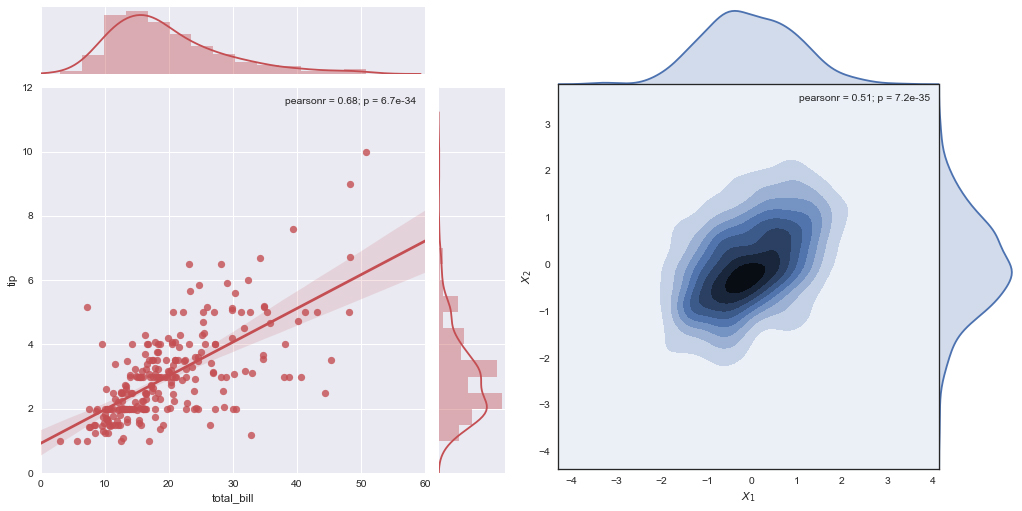 pearsonr = 0.68; p = 6.7e-34
12
10
8
6
4
2
0
tip
0 10 20 30 40 50 60
total_bill
pearsonr = 0.51; p = 7.2e-35
3
2
1
0
−1
−2
−3
−4
X2
−4 −3 −2 −1 0 1 2 3 4
X1